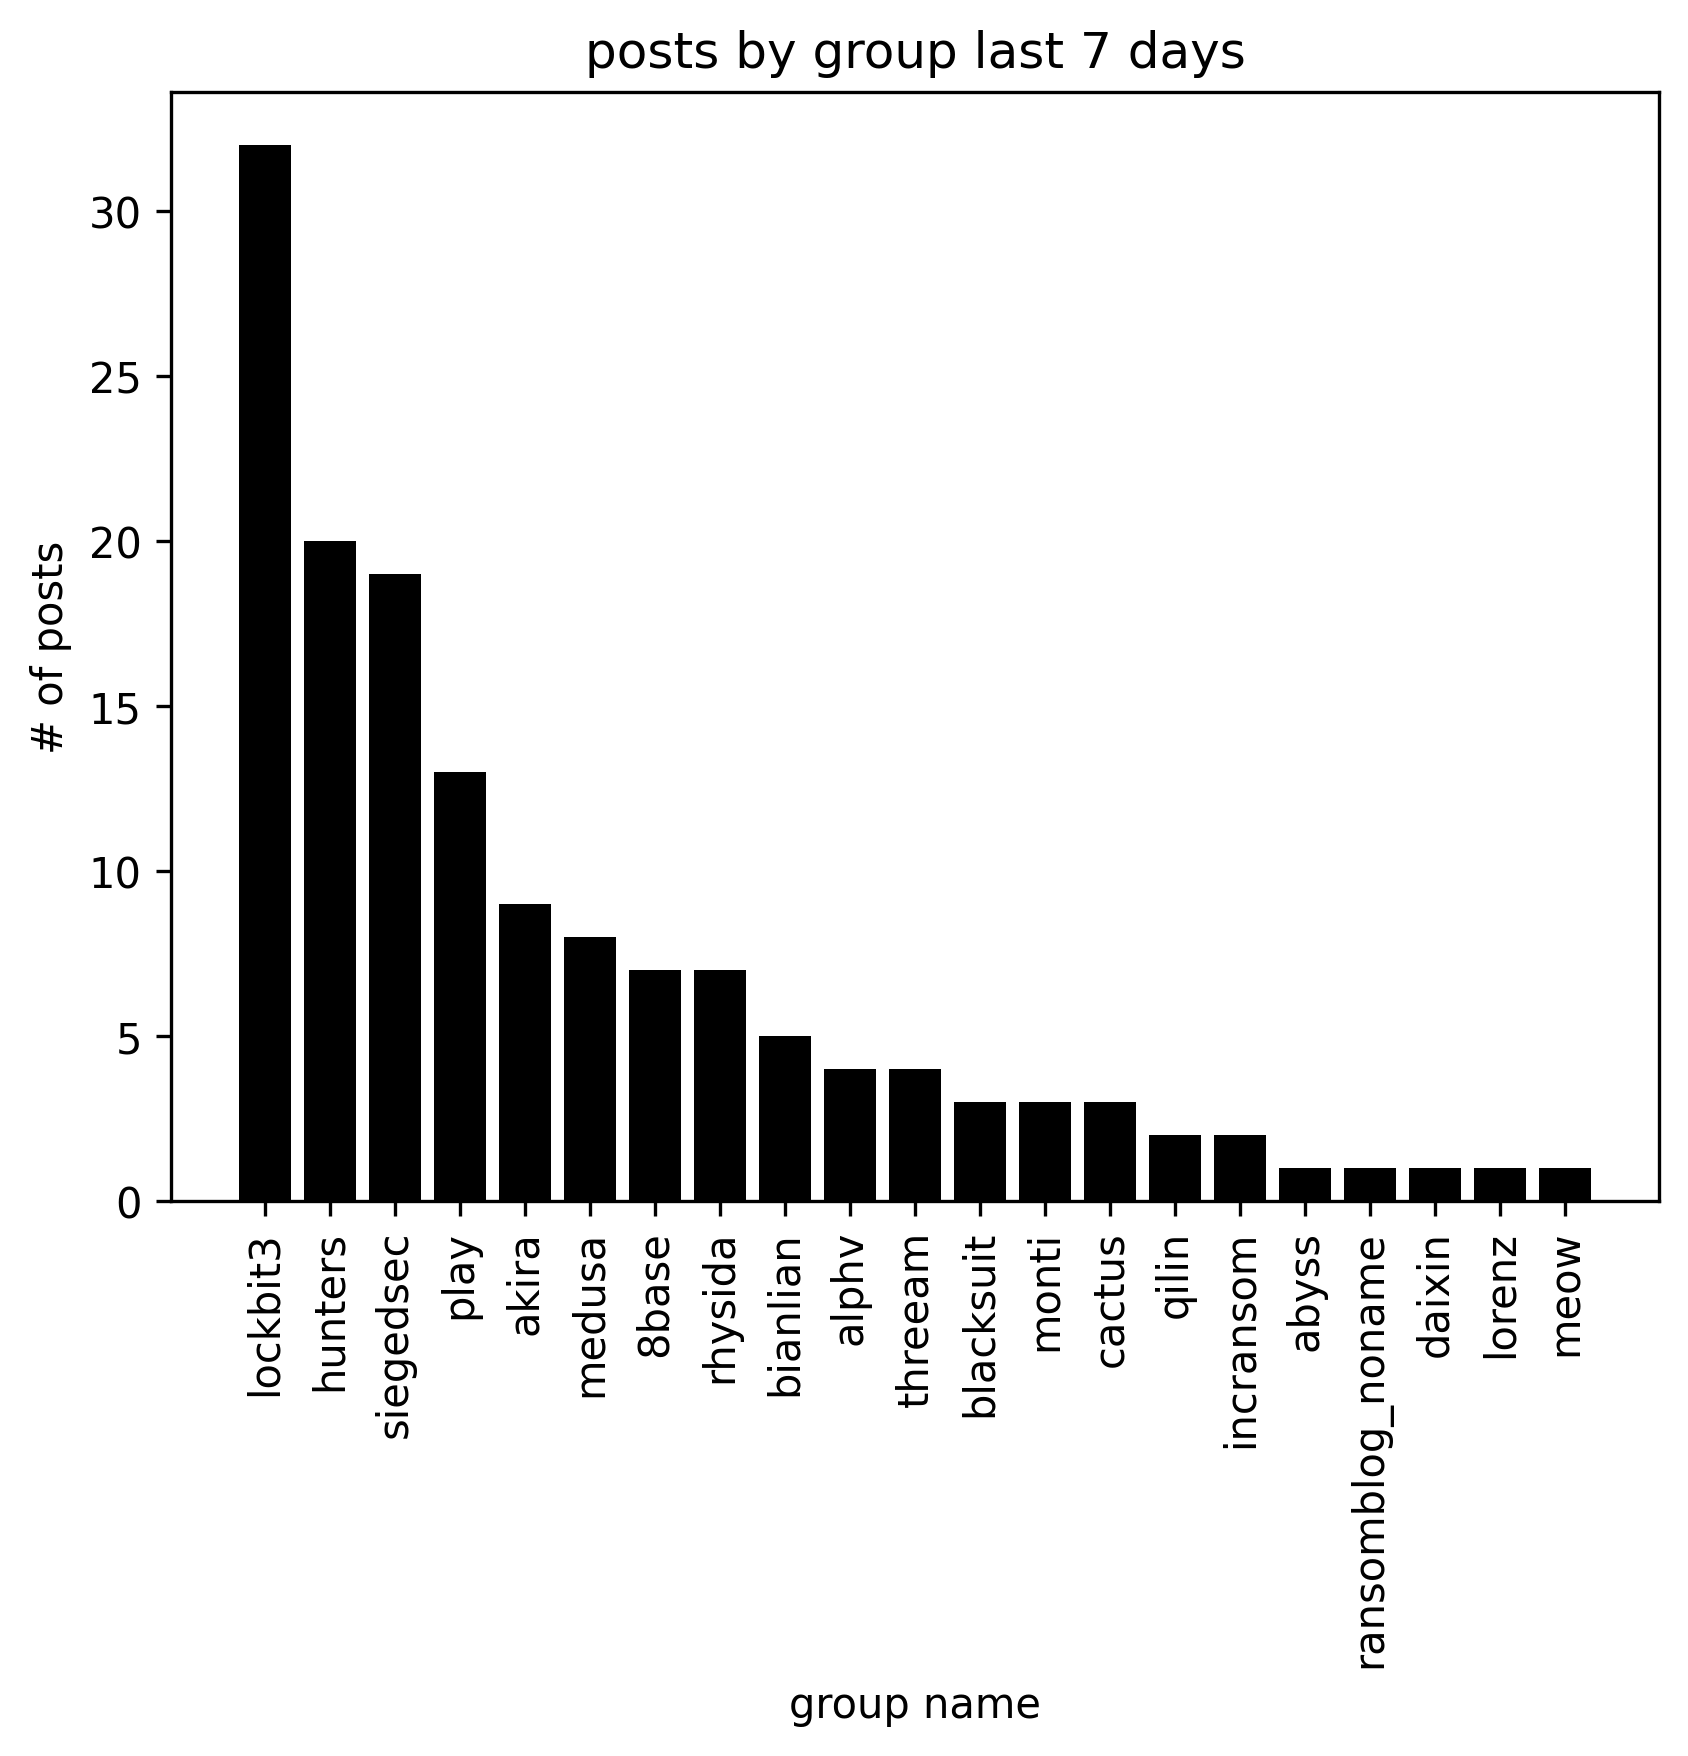 posts by group last 7 days
# of posts
30
25
20
15
10
5
0
lockbit3
hunters
siegedsec
play
akira
medusa
8base
rhysida
bianlian
alphv
threeam
blacksuit
monti
cactus
qilin
incransom
abyss
ransomblog_noname
daixin
lorenz
meow
group name